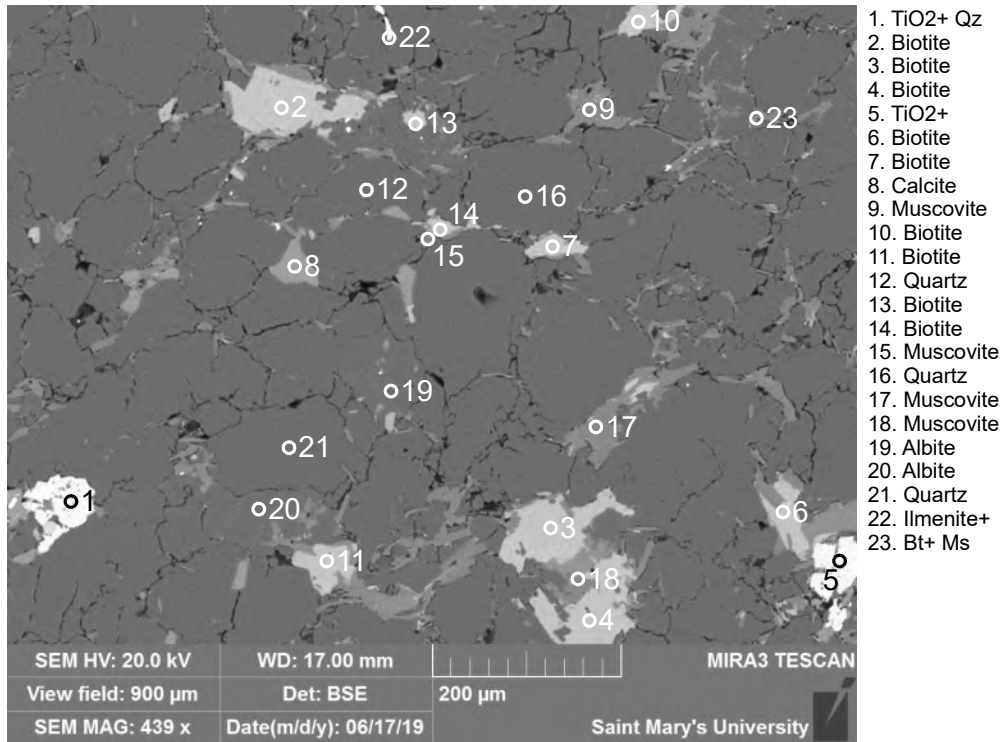 22
10
2
13
9
23
12
16
14
15
7
8
19
17
21
1
20
3
6
11
18
5
4
1. TiO2+ Qz
2. Biotite
3. Biotite
4. Biotite
5. TiO2+
6. Biotite
7. Biotite
8. Calcite
9. Muscovite
10. Biotite
11. Biotite
12. Quartz
13. Biotite
14. Biotite
15. Muscovite
16. Quartz
17. Muscovite
18. Muscovite
19. Albite
20. Albite
21. Quartz
22. Ilmenite+
23. Bt+ Ms
SEM HV: 20.0 kV WD: 17.00 mm MIRA3 TESCAN
View field: 900 µm Det: BSE 200 µm
SEM MAG: 439 x Date(m/d/y): 06/17/19 Saint Mary's University